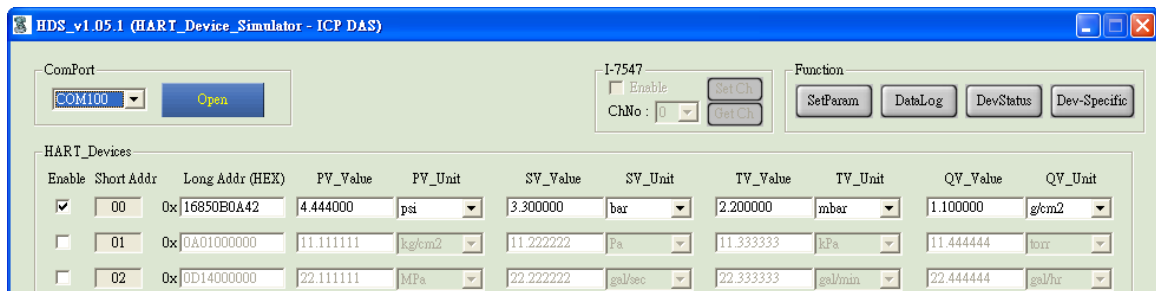 HDS_v1.05.1 (HART_Device_Simulator - ICP DAS)
ComPort
COM100 Open
I-7547
Enable Set Ch
ChNo : 0 Get Ch
Function
SetParam DataLog DevStatus Dev-Specific
HART_Devices
Enable Short Addr Long Addr (HEX) PV_Value PV_Unit SV_Value SV_Unit TV_Value TV_Unit QV_Value QV_Unit
00 0x 16850B0A42 4.444000 psi 3.300000 bar 2.200000 mbar 1.100000 g/cm2
01 0x 0A01000000 11.111111 kg/cm2 11.222222 Pa 11.333333 kPa 11.444444 torr
02 0x 0D14000000 22.111111 MPa 22.222222 gal/sec 22.333333 gal/min 22.444444 gal/hr